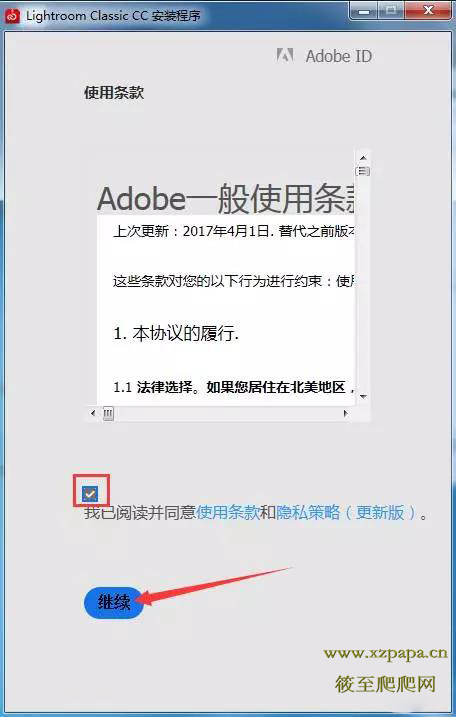 Lightroom Classic CC 安装程序
Adobe ID
使用条款
Adobe一般使用条款
上次更新：2017年4月1日. 替代之前版本
这些条款对您的以下行为进行约束：使用
1. 本协议的履行.
1.1 法律选择。如果您居住在北美地区，
我已阅读并同意使用条款和隐私策略（更新版）。
继续
www.xzpapa.cn
筱至爬爬网